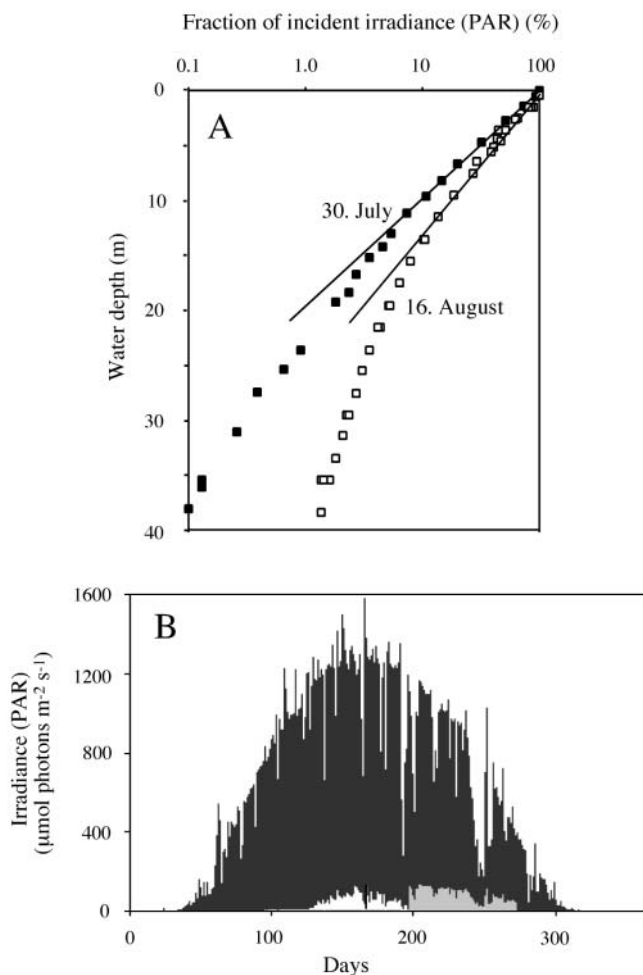 Fraction of incident irradiance (PAR) (%)
0.1 1.0 10 100
0
A
10
30. July
Water depth (m)
16. August
20
30
40
1600
B
1200
Irradiance (PAR)
(µmol photons m-2 s-1)
800
400
0
0 100 200 300
Days